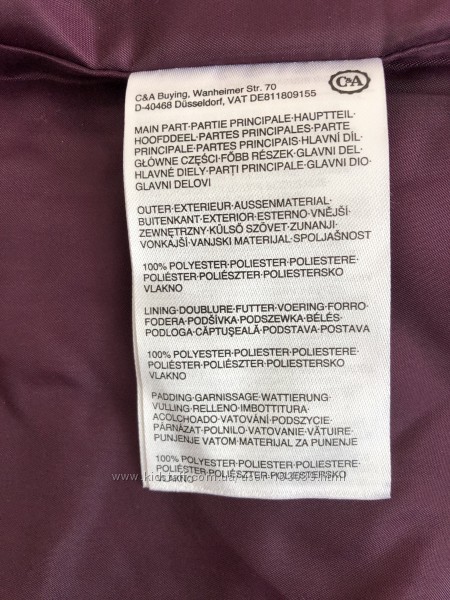 C&A Buying, Wanheimer Str. 70
D-40468 Düsseldorf, VAT DE811809155
C&A
MAIN PART·PARTIE PRINCIPALE·HAUPTTEIL·
HOOFDDEEL·PARTES PRINCIPALES·PARTE
PRINCIPALE·PARTES PRINCIPAIS·HLAVNÍ DÍL·
GŁÓWNE CZĘŚCI·FŐBB RÉSZEK·GLAVNI DEL·
HLAVNÉ DIELY·PARŢI PRINCIPALE·GLAVNI DIO·
GLAVNI DELOVI
OUTER·EXTERIEUR·AUSSENMATERIAL·
BUITENKANT·EXTERIOR·ESTERNO·VNĚJŠÍ·
ZEWNĘTRZNY·KÜLSŐ SZÖVET·ZUNANJI·
VONKAJŠÍ·VANJSKI MATERIJAL·SPOLJAŠNOST
100% POLYESTER·POLIESTER·POLIESTERE·
POLIÉSTER·POLIÉSZTER·POLIESTERSKO
VLAKNO
LINING·DOUBLURE·FUTTER·VOERING·FORRO·
FODERA·PODŠÍVKA·PODSZEWKA·BÉLÉS·
PODLOGA·CĂPTUŞEALĂ·PODSTAVA·POSTAVA
100% POLYESTER·POLIESTER·POLIESTERE·
POLIÉSTER·POLIÉSZTER·POLIESTERSKO
VLAKNO
PADDING·GARNISSAGE·WATTIERUNG·
VULLING·RELLENO·IMBOTTITURA·
ACOLCHOADO·VATOVÁNÍ·PODSZYCIE·
PÁRNÁZAT·POLNILO·VATOVANIE·VĂTUIRE·
PUNJENJE VATOM·MATERIJAL ZA PUNJENJE
100% POLYESTER·POLIESTER·POLIESTERE·
POLIÉSTER·POLIÉSZTER·POLIESTERSKO
VLAKNO